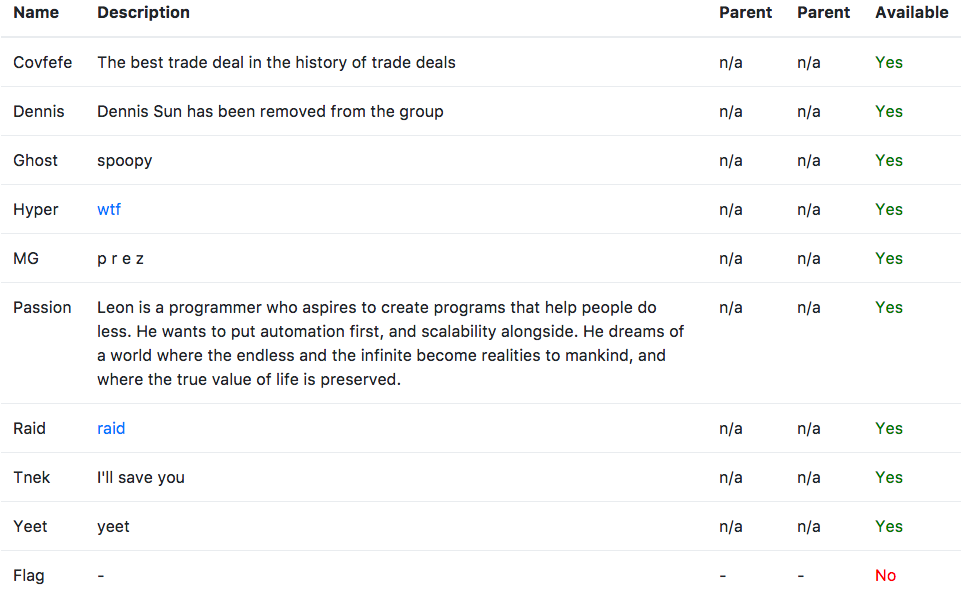 Name Description Parent Parent Available
Covfefe The best trade deal in the history of trade deals n/a n/a Yes
Dennis Dennis Sun has been removed from the group n/a n/a Yes
Ghost spoopy n/a n/a Yes
Hyper wtf n/a n/a Yes
MG p r e z n/a n/a Yes
Passion Leon is a programmer who aspires to create programs that help people do n/a n/a Yes
less. He wants to put automation first, and scalability alongside. He dreams of
a world where the endless and the infinite become realities to mankind, and
where the true value of life is preserved.
Raid raid n/a n/a Yes
Tnek I'll save you n/a n/a Yes
Yeet yeet n/a n/a Yes
Flag - - - No